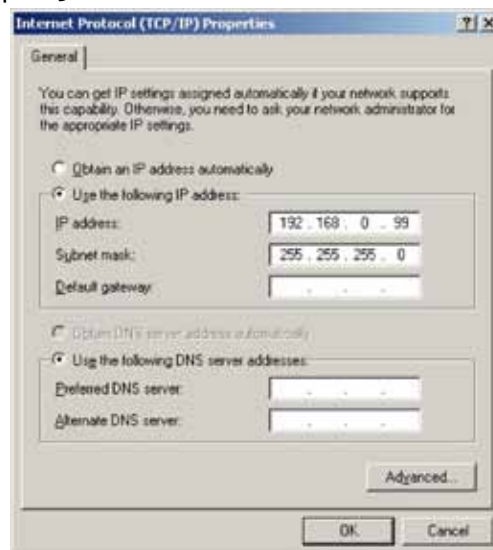 Internet Protocol (TCP/IP) Properties
General
You can get IP settings assigned automatically if your network supports
this capability. Otherwise, you need to ask your network administrator for
the appropriate IP settings.
Obtain an IP address automatically
Use the following IP address:
IP address: 192 . 168 . 0 . 99
Subnet mask: 255 . 255 . 255 . 0
Default gateway: . . .
Obtain DNS server address automatically
Use the following DNS server addresses:
Preferred DNS server: . . .
Alternate DNS server: . . .
Advanced...
OK Cancel